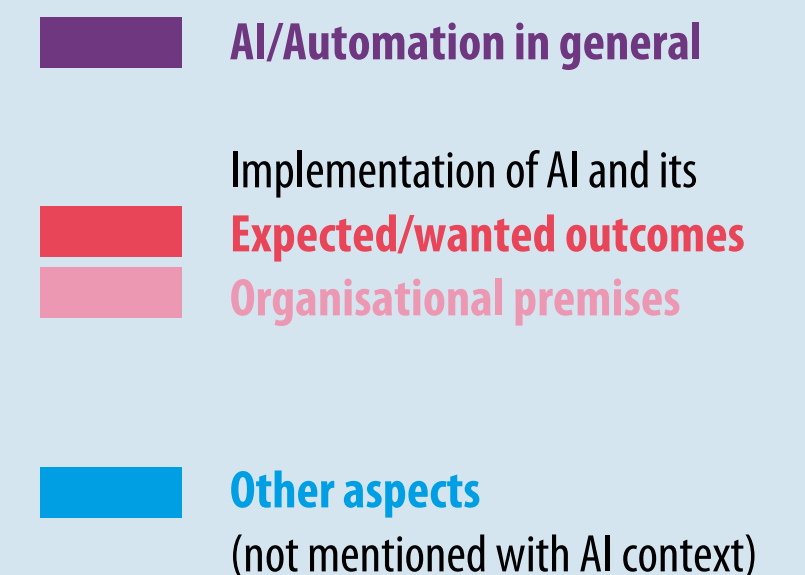 AI/Automation in general
Implementation of AI and its
Expected/wanted outcomes
Organisational premises
Other aspects
(not mentioned with AI context)